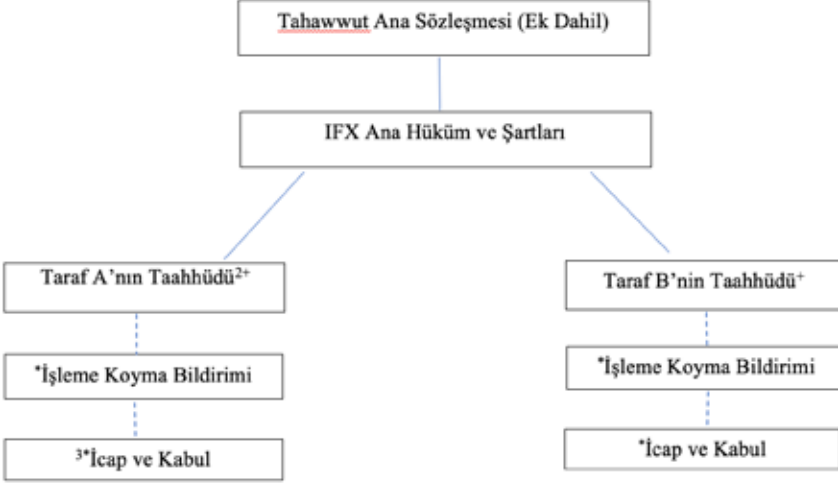 Tahawwut Ana Sözleşmesi (Ek Dahil)
IFX Ana Hüküm ve Şartları
Taraf A’nın Taahhüdü²⁺
Taraf B’nin Taahhüdü⁺
*İşleme Koyma Bildirimi
*İşleme Koyma Bildirimi
³*İcap ve Kabul
*İcap ve Kabul